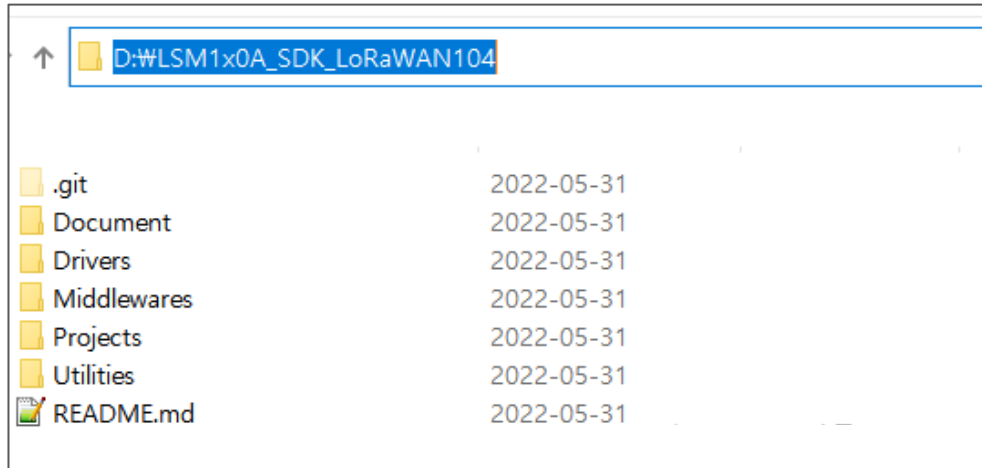 D:₩LSM1x0A_SDK_LoRaWAN104
.git 2022-05-31
Document 2022-05-31
Drivers 2022-05-31
Middlewares 2022-05-31
Projects 2022-05-31
Utilities 2022-05-31
README.md 2022-05-31